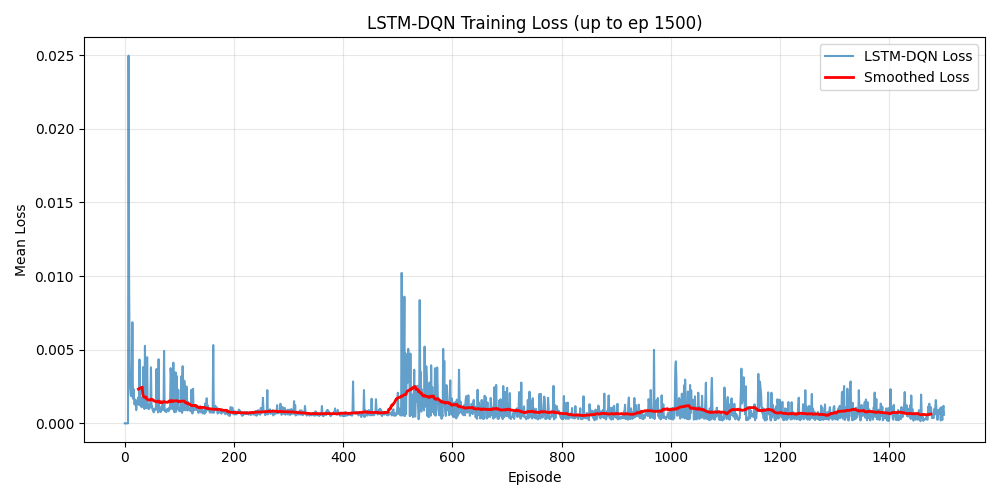 LSTM-DQN Training Loss (up to ep 1500)
LSTM-DQN Loss
Smoothed Loss
Mean Loss
0.025
0.020
0.015
0.010
0.005
0.000
0 200 400 600 800 1000 1200 1400
Episode